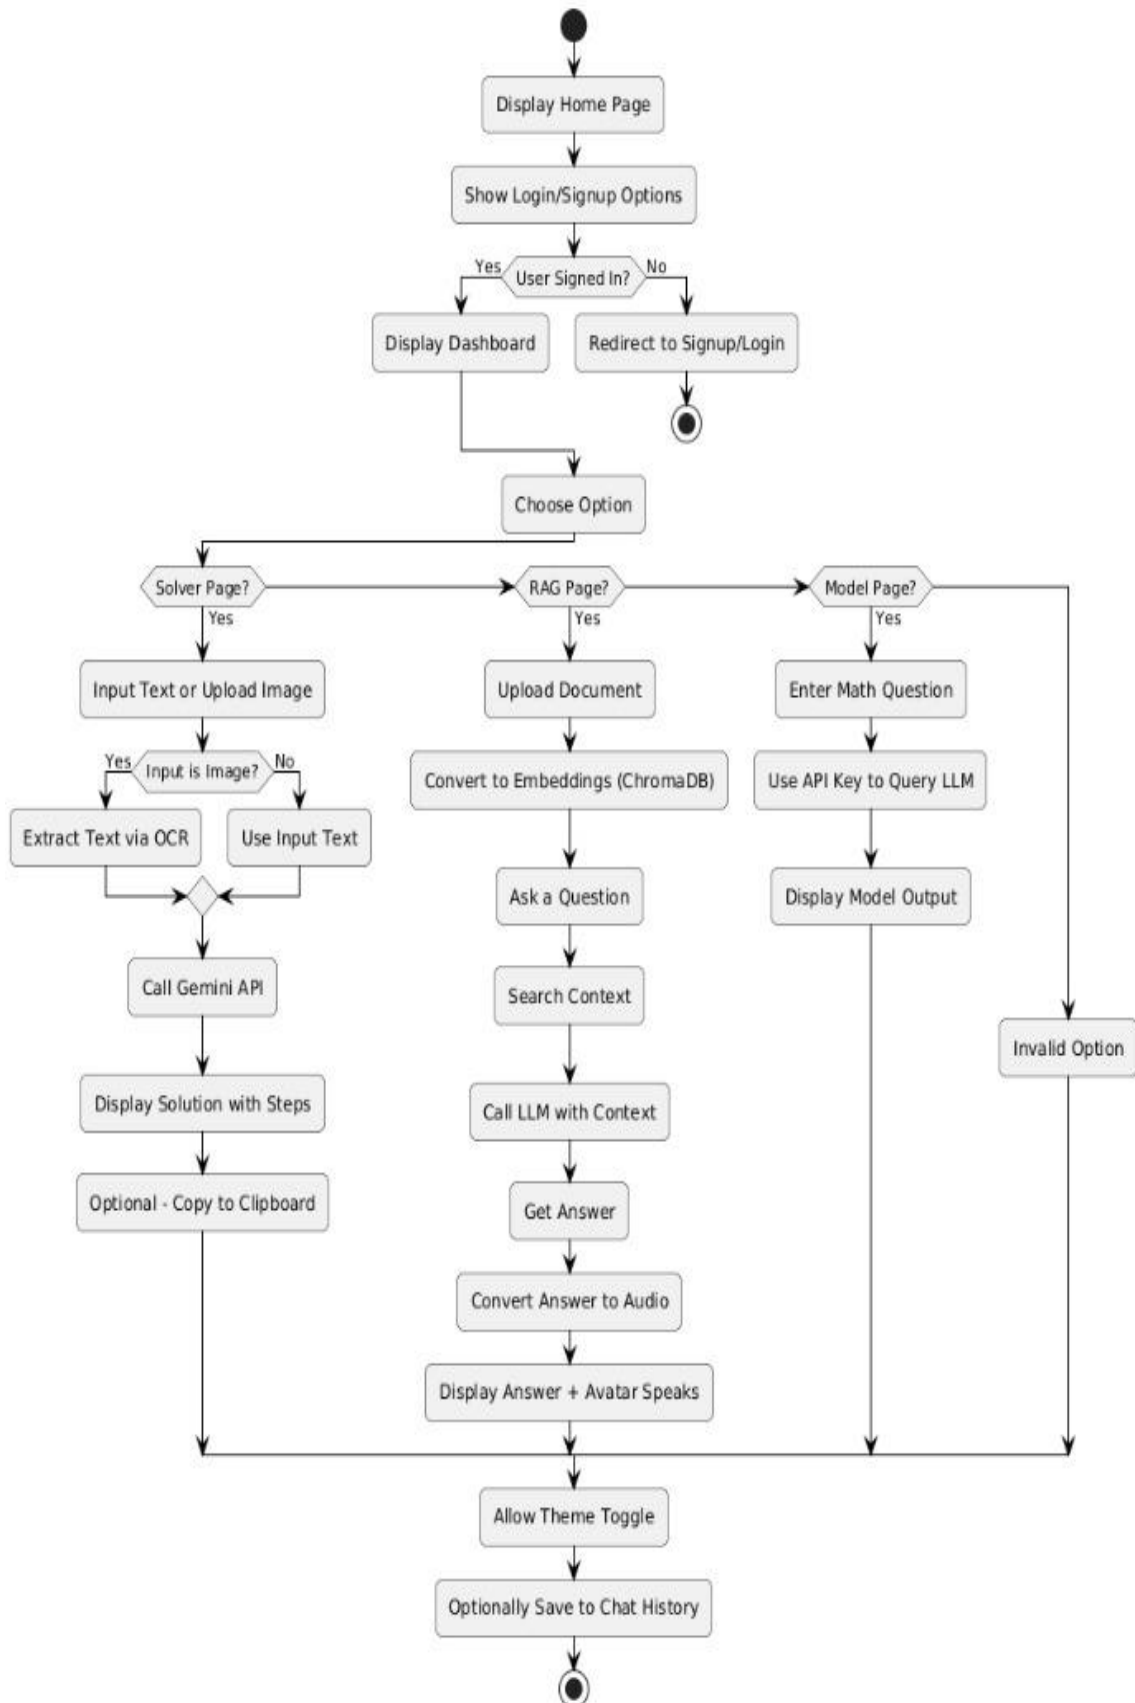 Display Home Page
Show Login/Signup Options
Yes
User Signed In?
No
Display Dashboard
Redirect to Signup/Login
Choose Option
Solver Page?
RAG Page?
Model Page?
Yes
Yes
Yes
Input Text or Upload Image
Upload Document
Enter Math Question
Yes
Input is Image?
No
Convert to Embeddings (ChromaDB)
Use API Key to Query LLM
Extract Text via OCR
Use Input Text
Ask a Question
Display Model Output
Call Gemini API
Search Context
Invalid Option
Display Solution with Steps
Call LLM with Context
Optional - Copy to Clipboard
Get Answer
Convert Answer to Audio
Display Answer + Avatar Speaks
Allow Theme Toggle
Optionally Save to Chat History